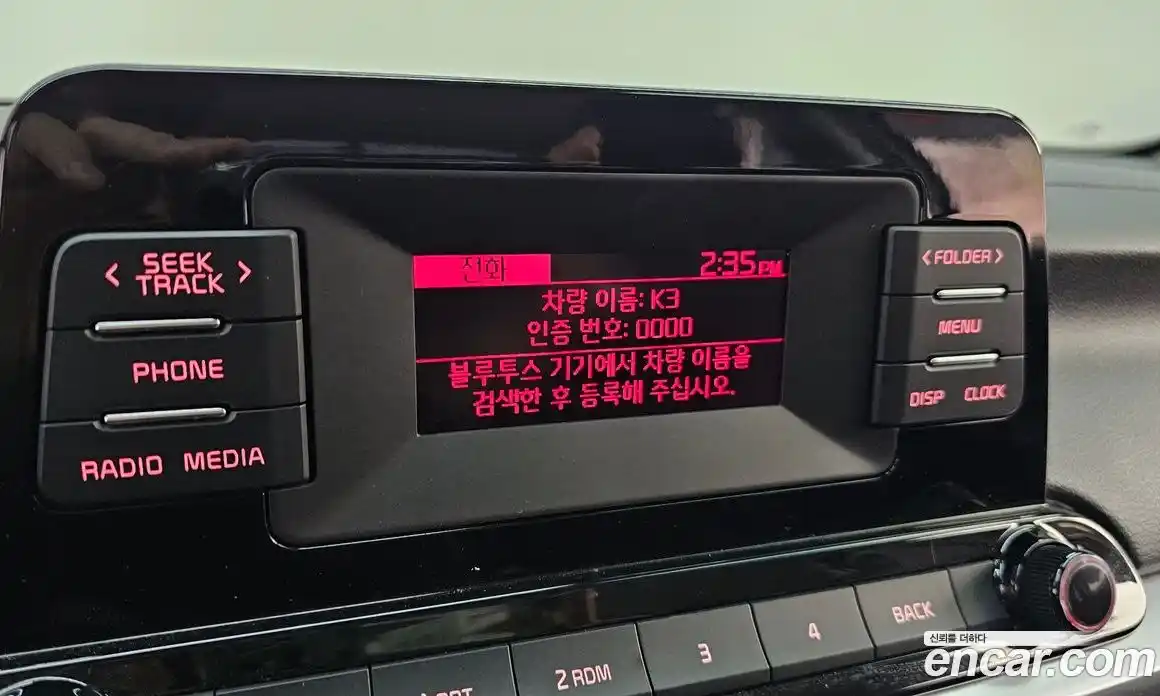 < SEEK TRACK >
PHONE
RADIO MEDIA
전화 2:35PM
차량 이름: K3
인증 번호: 0000
블루투스 기기에서 차량 이름을
검색한 후 등록해 주십시오.
< FOLDER >
MENU
DISP CLOCK
2 RDM
3
4
BACK
신뢰를 더하다
encar.com